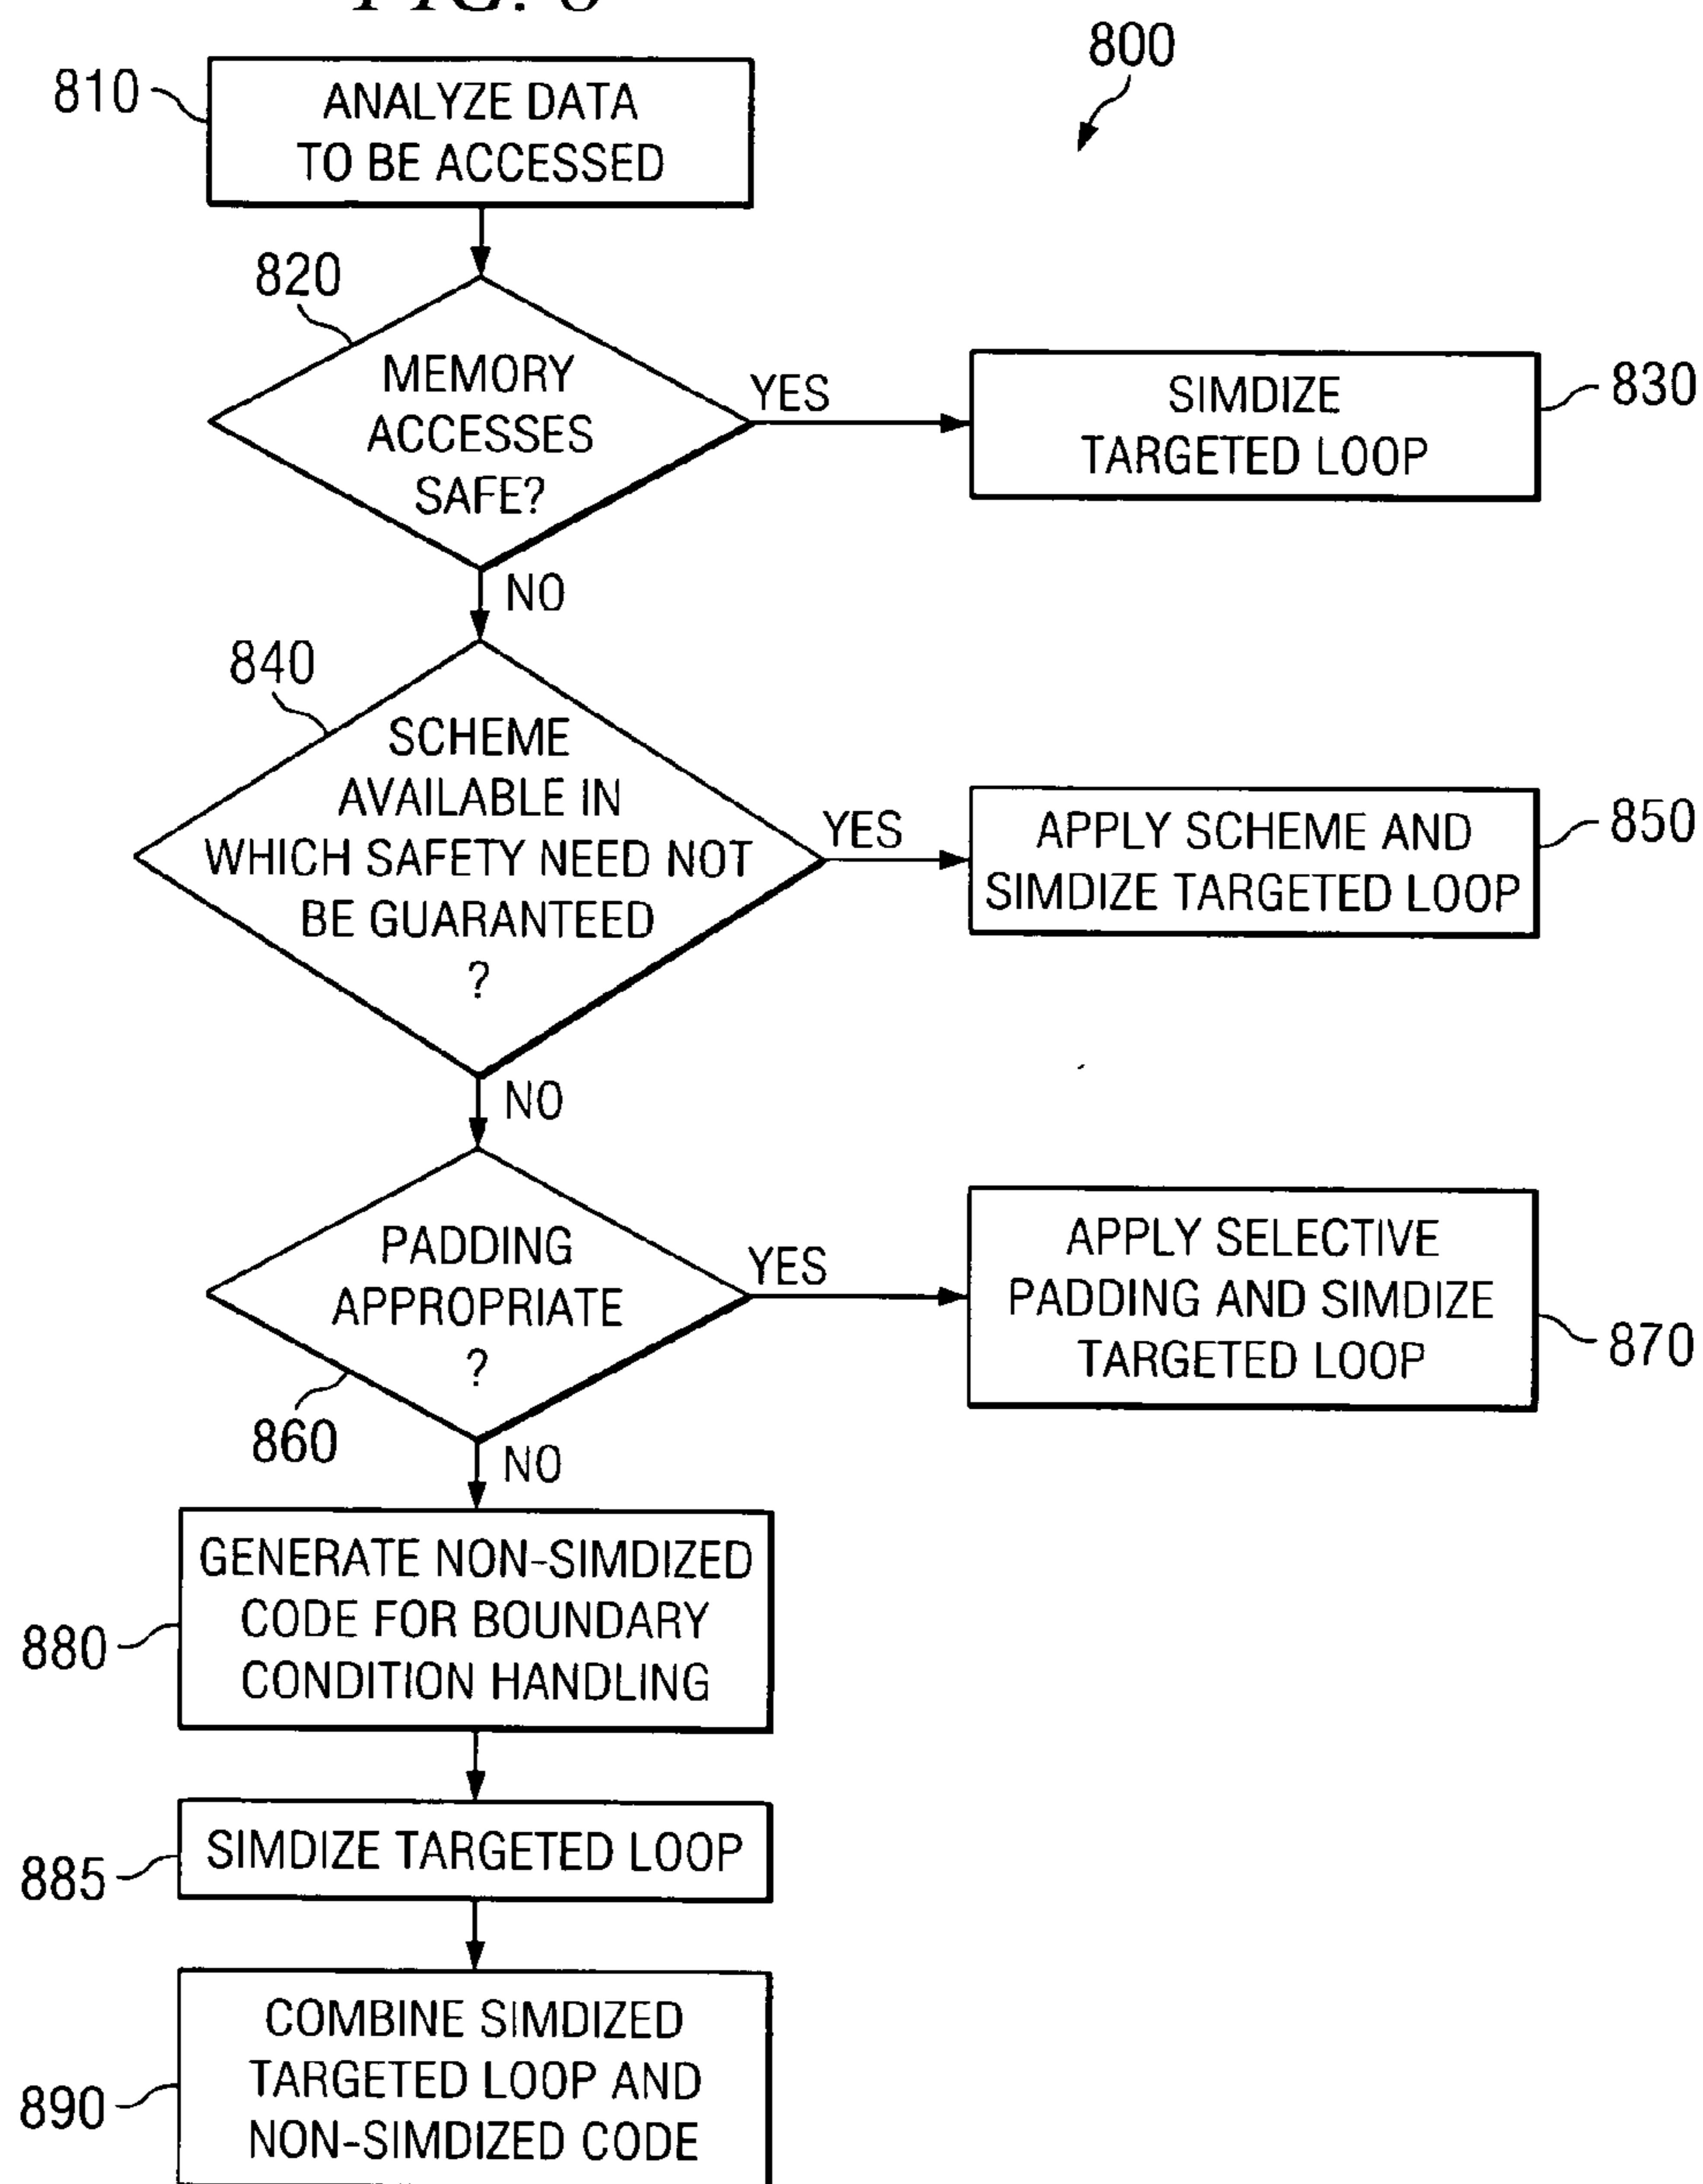 800
810
ANALYZE DATA
TO BE ACCESSED
820
MEMORY
ACCESSES
SAFE?
YES
SIMDIZE
TARGETED LOOP
830
NO
840
SCHEME
AVAILABLE IN
WHICH SAFETY NEED NOT
BE GUARANTEED
?
YES
APPLY SCHEME AND
SIMDIZE TARGETED LOOP
850
NO
PADDING
APPROPRIATE
?
860
YES
APPLY SELECTIVE
PADDING AND SIMDIZE
TARGETED LOOP
870
NO
GENERATE NON-SIMDIZED
CODE FOR BOUNDARY
CONDITION HANDLING
880
SIMDIZE TARGETED LOOP
885
COMBINE SIMDIZED
TARGETED LOOP AND
NON-SIMDIZED CODE
890